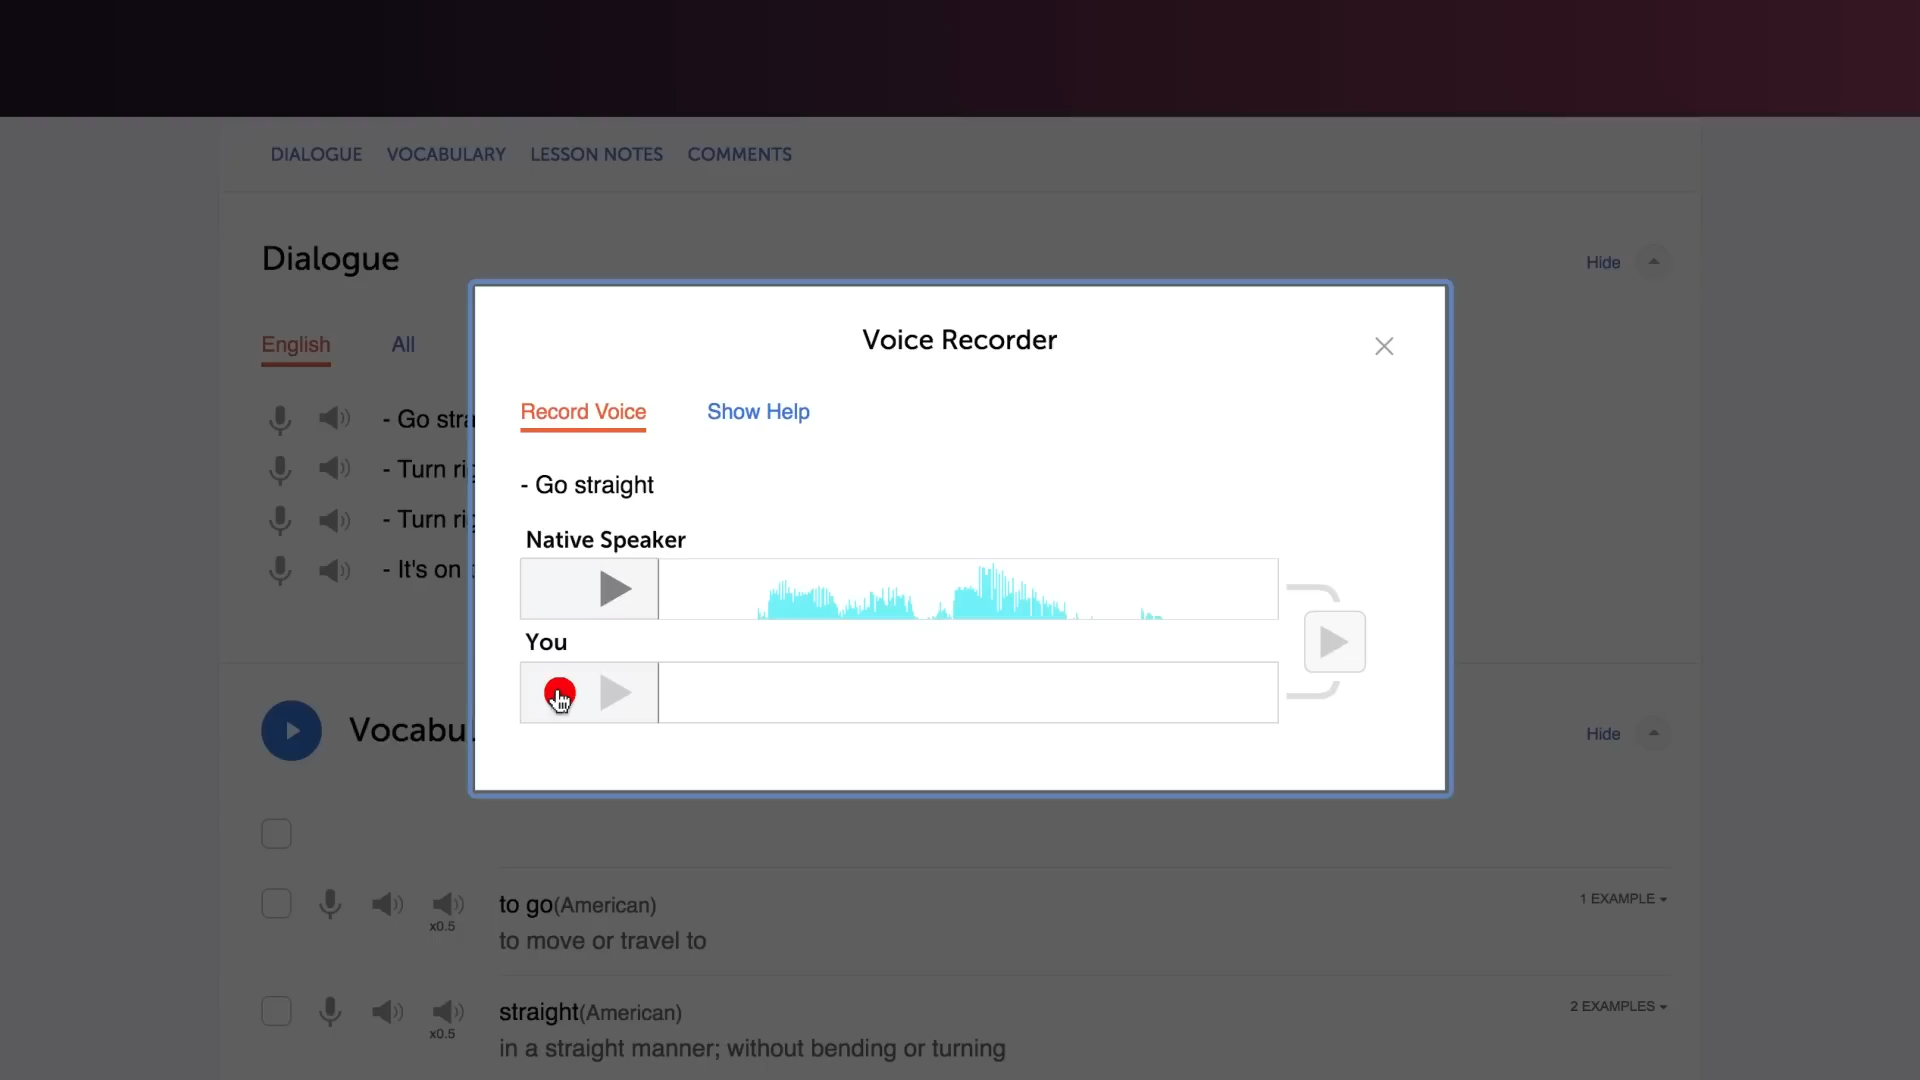 DIALOGUE VOCABULARY LESSON NOTES COMMENTS
Dialogue
Hide
English All
- Go stra
- Turn ri
- Turn ri
- It's on
Voice Recorder
Record Voice Show Help
- Go straight
Native Speaker
You
Vocabu
Hide
to go(American)
1 EXAMPLE
x0.5
to move or travel to
straight(American)
2 EXAMPLES
x0.5
in a straight manner; without bending or turning